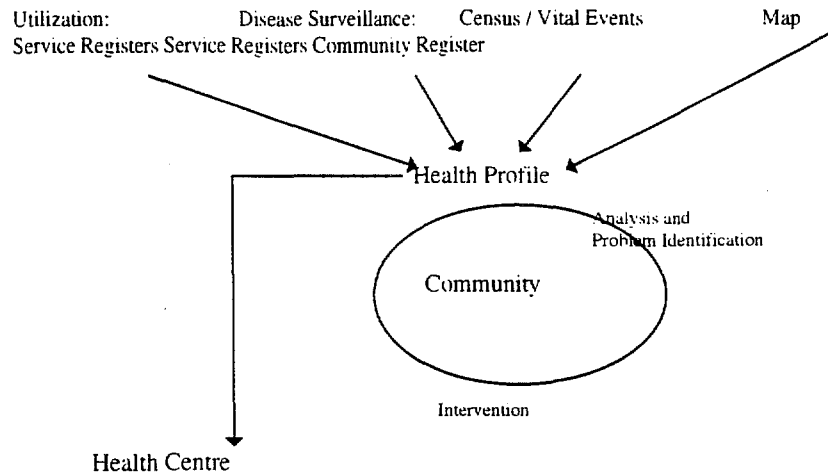 Utilization: Disease Surveillance: Census / Vital Events Map
Service Registers Service Registers Community Register
Health Profile
Analysis and
Problem Identification
Community
Intervention
Health Centre